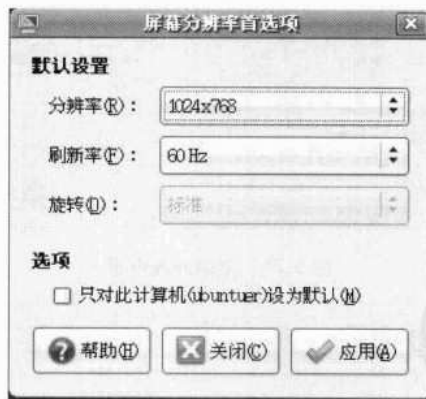 屏幕分辨率首选项
默认设置
分辨率(R)： 1024x768
刷新率(F)： 60 Hz
旋转(O)： 标准
选项
只对此计算机(ubuntuer)设为默认(M)
帮助(H) 关闭(C) 应用(A)